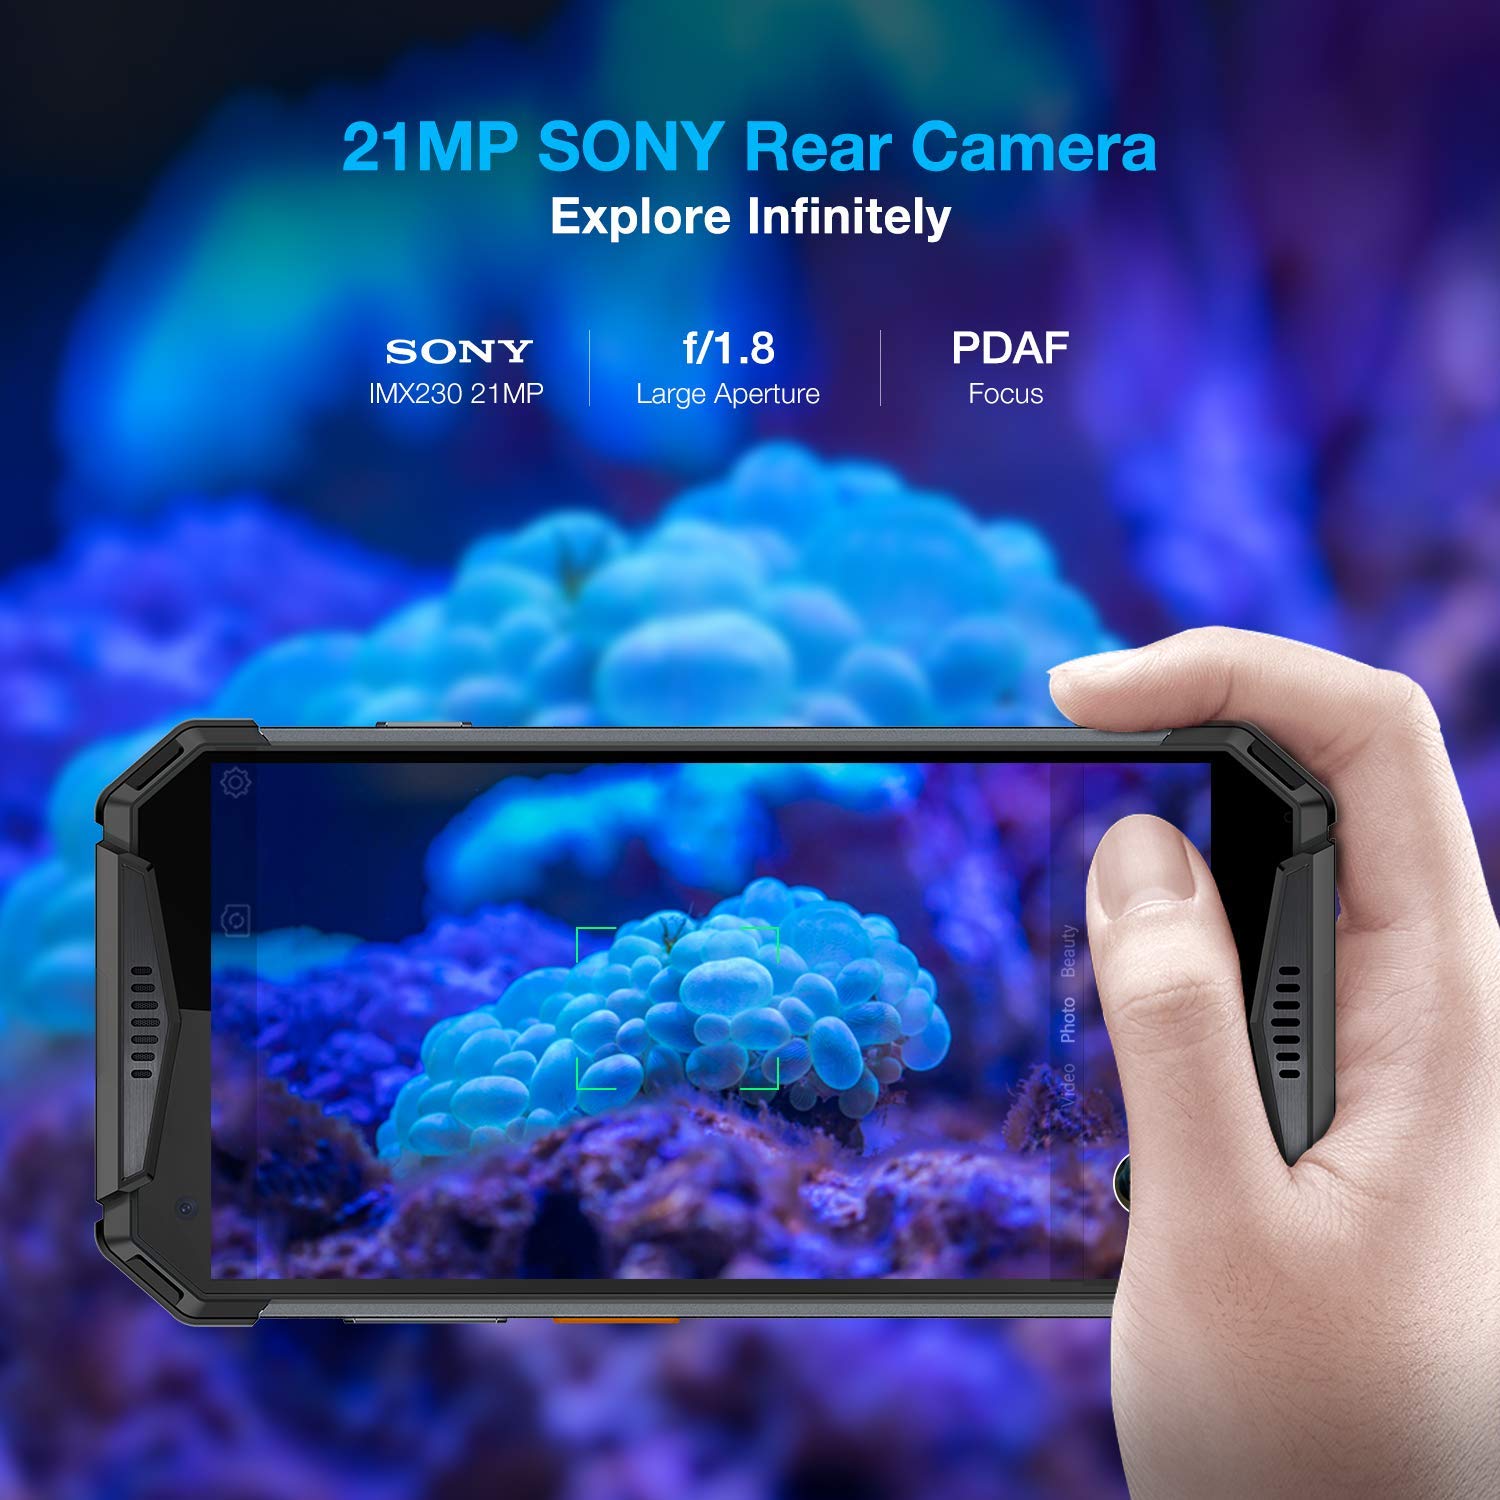 21MP SONY Rear Camera
Explore Infinitely
SONY
IMX230 21MP
f/1.8
Large Aperture
PDAF
Focus
Beauty
Photo
Video